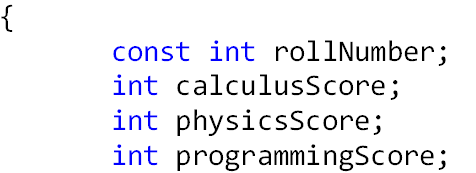 {
const int rollNumber;
int calculusScore;
int physicsScore;
int programmingScore;